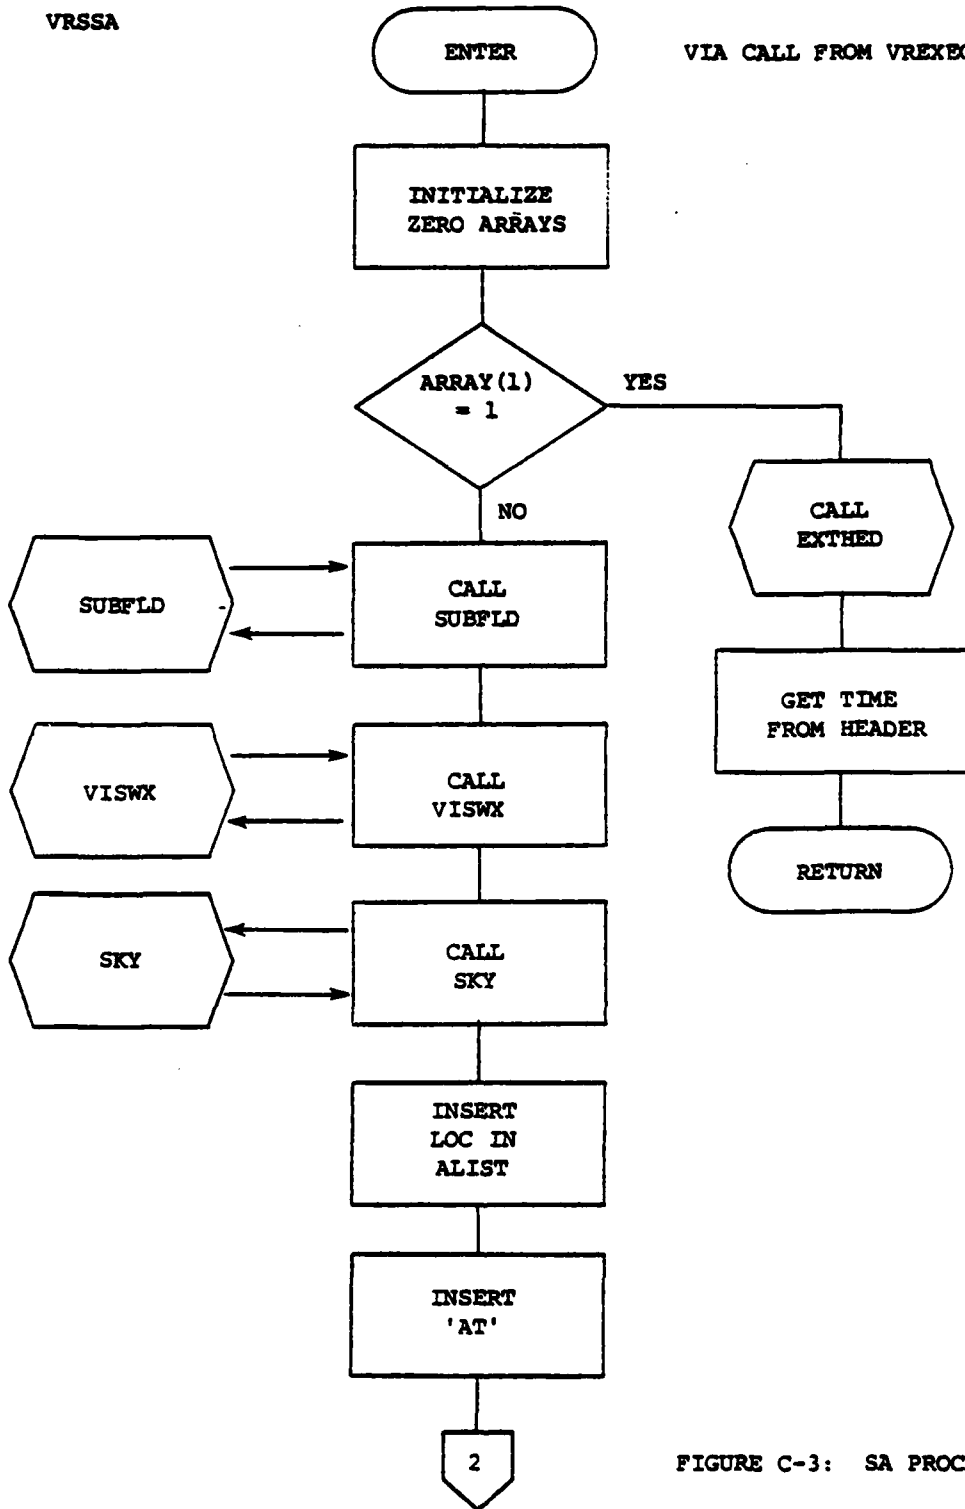 VRSSA
ENTER
VIA CALL FROM VREXEC
INITIALIZE
ZERO ARRAYS
ARRAY(1)
= 1
YES
NO
CALL
EXTHED
SUBFLD
CALL
SUBFLD
GET TIME
FROM HEADER
VISWX
CALL
VISWX
RETURN
SKY
CALL
SKY
INSERT
LOC IN
ALIST
INSERT
'AT'
2
FIGURE C-3: SA PROC